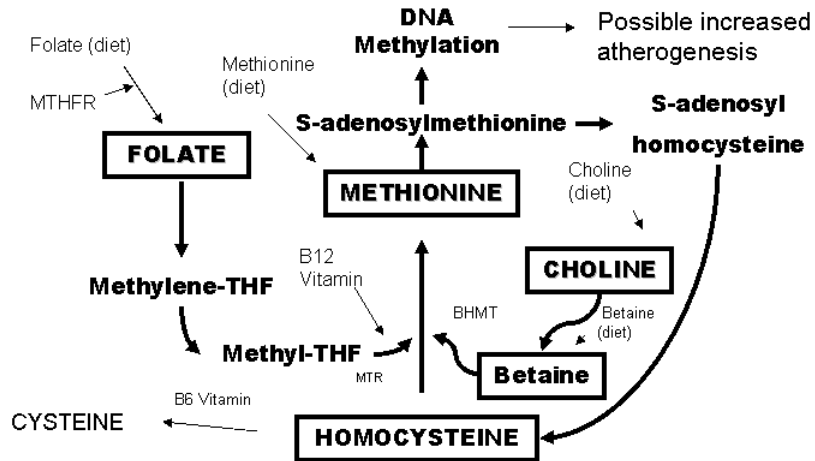 DNA
Methylation
Possible increased
atherogenesis
Folate (diet)
Methionine
(diet)
MTHFR
S-adenosylmethionine
S-adenosyl
homocysteine
FOLATE
METHIONINE
Choline
(diet)
B12
Vitamin
CHOLINE
Methylene-THF
BHMT
Betaine
(diet)
Methyl-THF
MTR
Betaine
B6 Vitamin
CYSTEINE
HOMOCYSTEINE